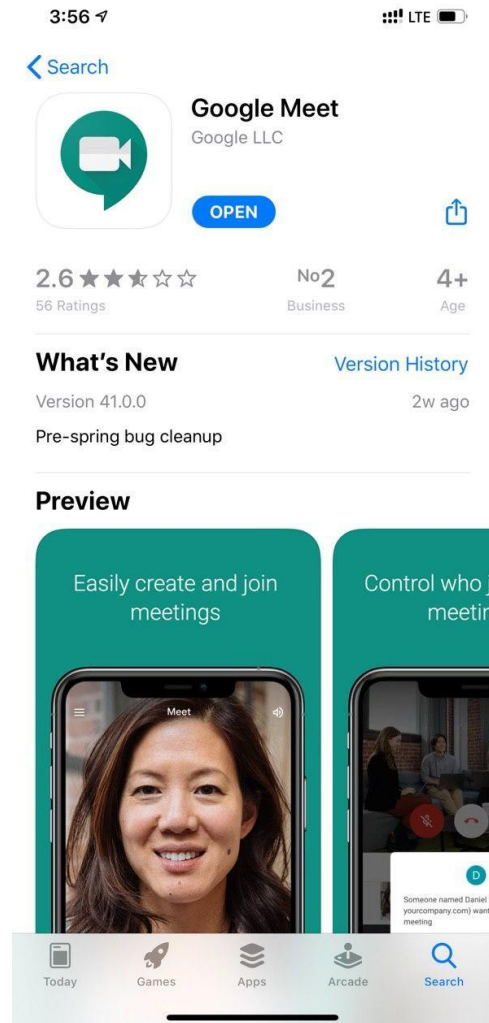 3:56
LTE
Search
Google Meet
Google LLC
OPEN
2.6
No2
4+
56 Ratings
Business
Age
What's New
Version History
Version 41.0.0
2w ago
Pre-spring bug cleanup
Preview
Easily create and join
meetings
Control who
Meet
D
Someone named Daniel
yourcompany.com) want
meeting
Today
Games
Apps
Arcade
Search